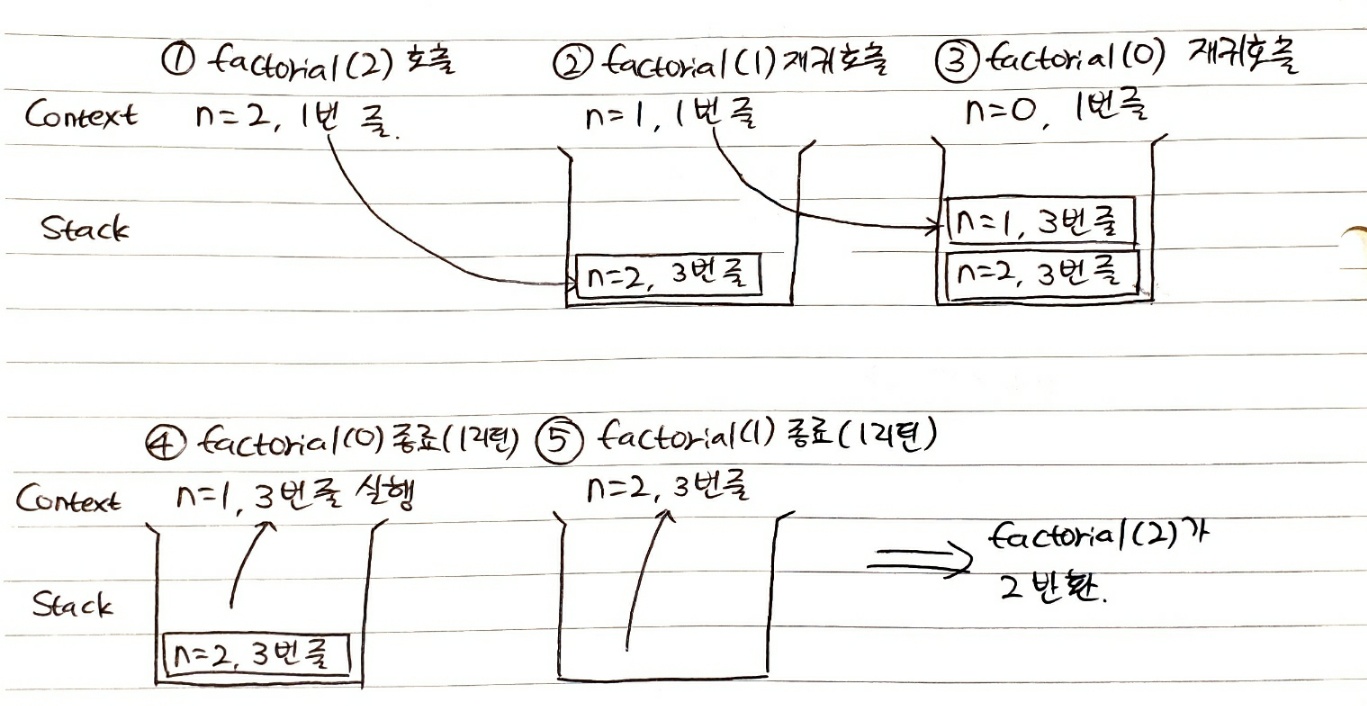 ① factorial(2) 호출 ② factorial(1) 재귀호출 ③ factorial(0) 재귀호출
Context n=2, 1번 줄. n=1, 1번 줄 n=0, 1번줄
Stack n=1, 3번줄
n=2, 3번 줄 n=2, 3번줄
④ factorial(0) 종료(1리턴) ⑤ factorial(1) 종료(1리턴)
Context n=1, 3번줄 실행 n=2, 3번줄
factorial(2)가
Stack 2 반환.
n=2, 3번 줄